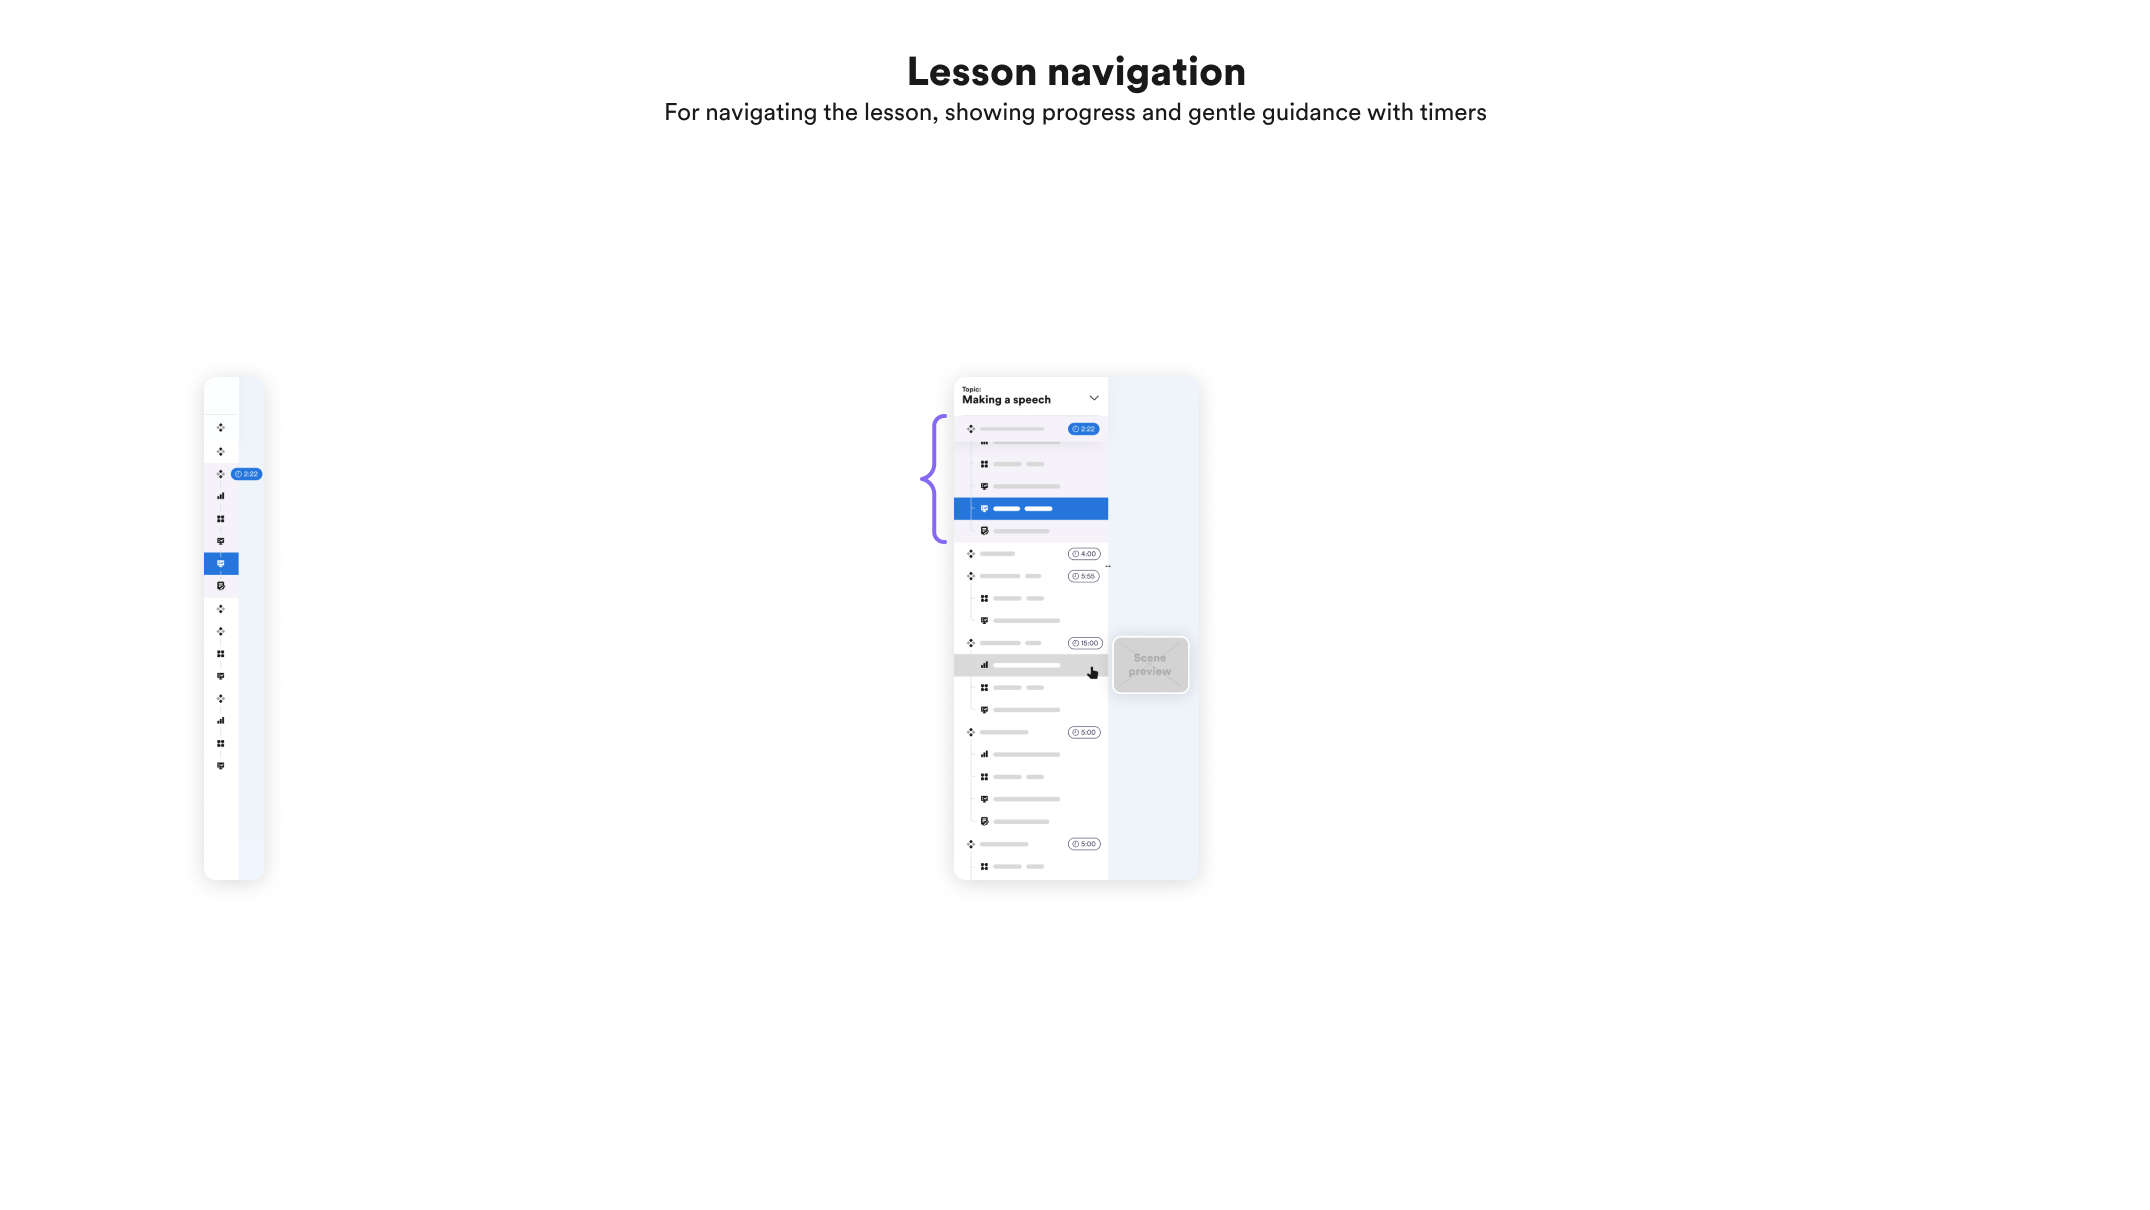 Lesson navigation
For navigating the lesson, showing progress and gentle guidance with timers
Topic:
Making a speech
2:22
2:22
4:00
5:55
15:00
Scene
preview
5:00
5:00